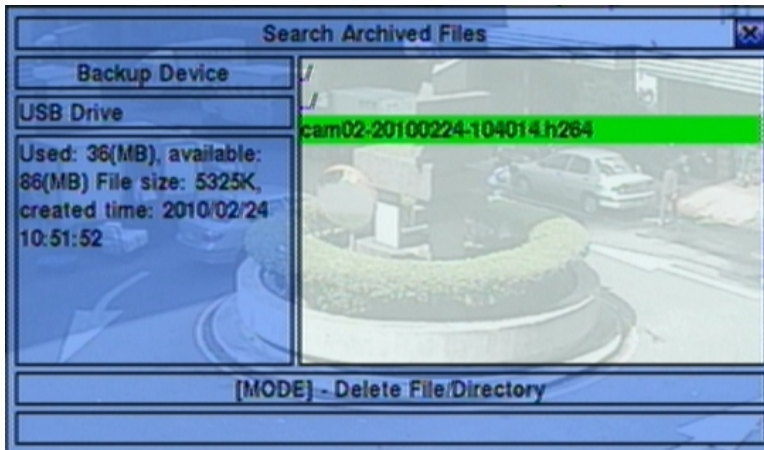 Search Archived Files
Backup Device
USB Drive
Used: 36(MB), available:
86(MB) File size: 5325K,
created time: 2010/02/24
10:51:52
./
../
cam02-20100224-104014.h264
[MODE] - Delete File/Directory